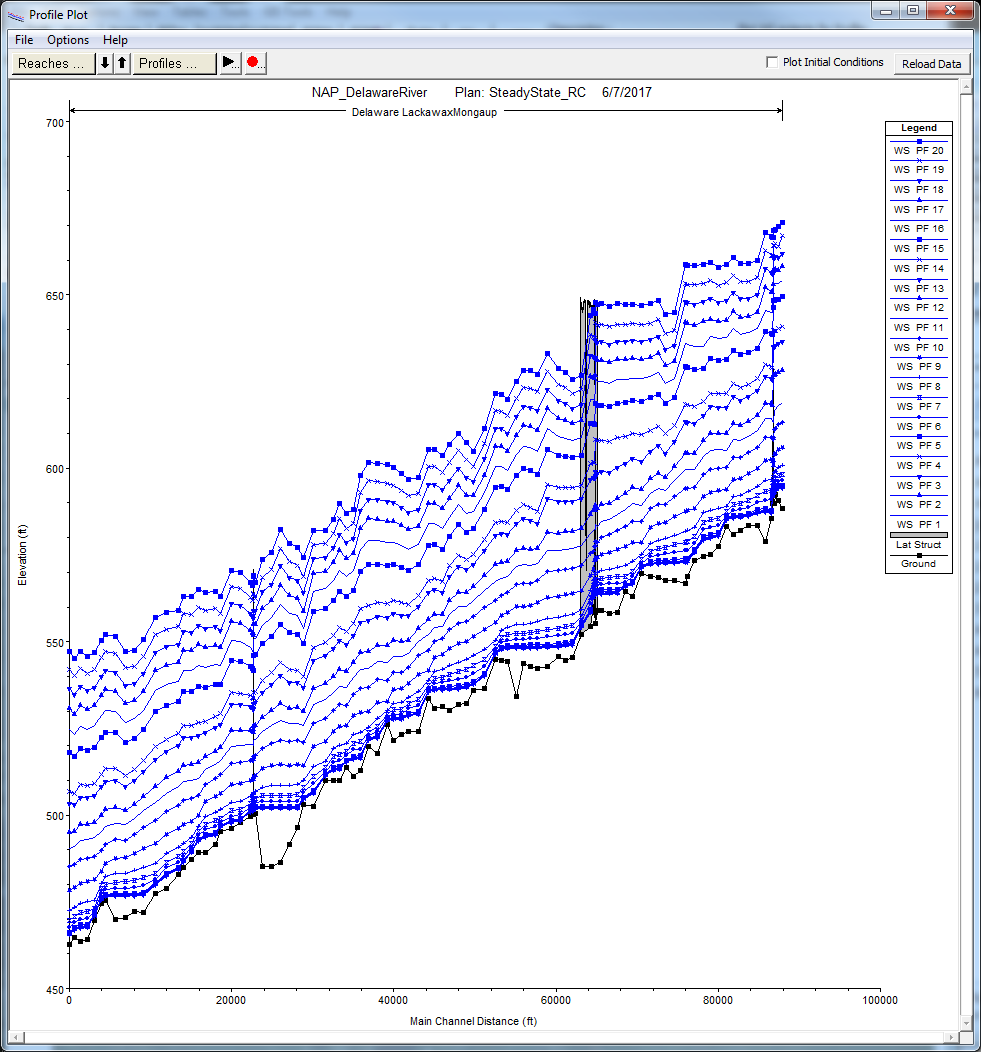 Profile Plot
File Options Help
Reaches ... Profiles ... Plot Initial Conditions Reload Data
NAP_DelawareRiver Plan: SteadyState_RC 6/7/2017
Delaware LackawaxMongaup
Legend
WS PF 20
WS PF 19
WS PF 18
WS PF 17
WS PF 16
WS PF 15
WS PF 14
WS PF 13
WS PF 12
WS PF 11
WS PF 10
WS PF 9
WS PF 8
WS PF 7
WS PF 6
WS PF 5
WS PF 4
WS PF 3
WS PF 2
WS PF 1
Lat Struct
Ground
700
650
600
550
500
450
Elevation (ft)
0 20000 40000 60000 80000 100000
Main Channel Distance (ft)